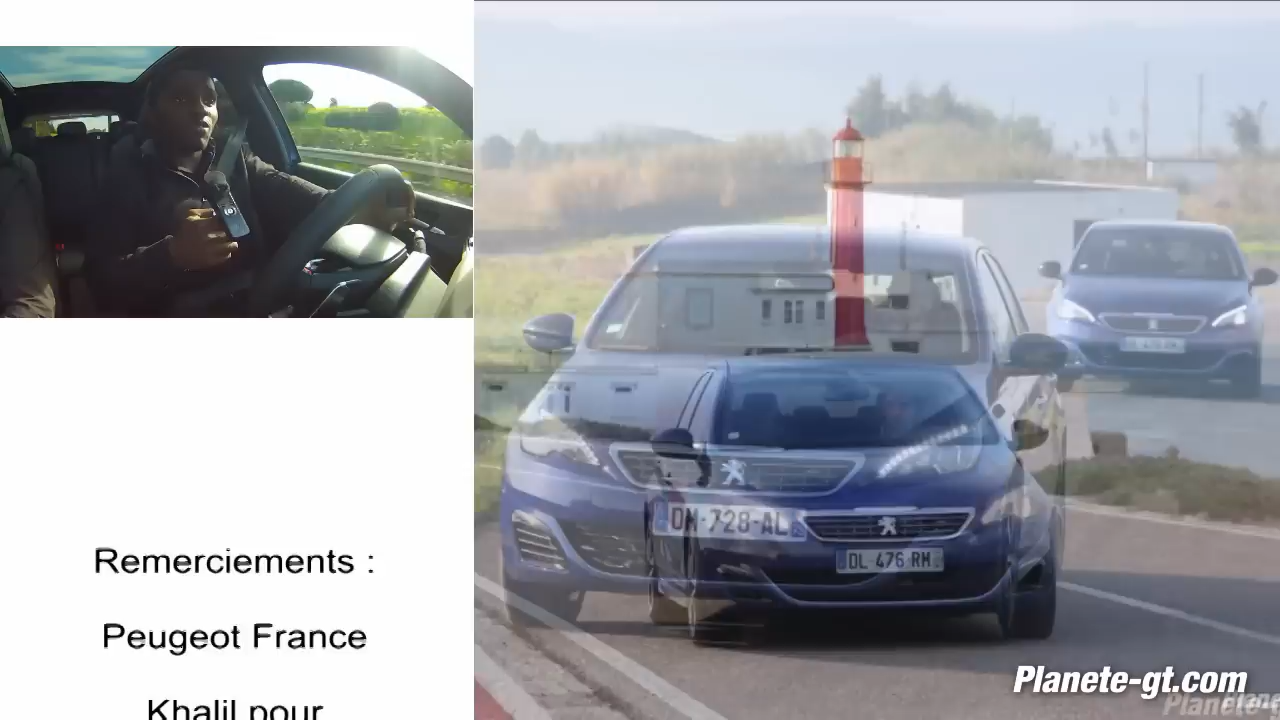 Remerciements :
Peugeot France
Khalil pour
DM-728-AL
DL 476 RM
Planete-gt.com